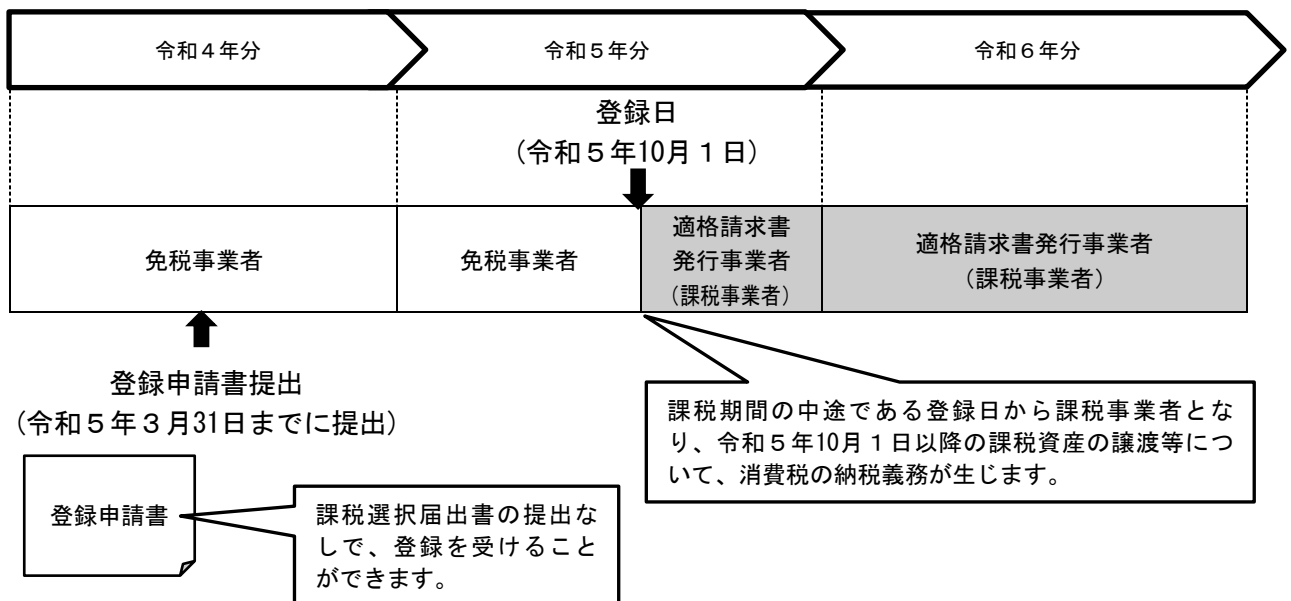 令和４年分
令和５年分
令和６年分
登録日
（令和５年10月１日）
免税事業者
免税事業者
適格請求書
発行事業者
（課税事業者）
適格請求書発行事業者
（課税事業者）
登録申請書提出
（令和５年３月31日までに提出）
課税期間の中途である登録日から課税事業者とな
り、令和５年10月１日以降の課税資産の譲渡等につ
いて、消費税の納税義務が生じます。
登録申請書
課税選択届出書の提出な
しで、登録を受けること
ができます。